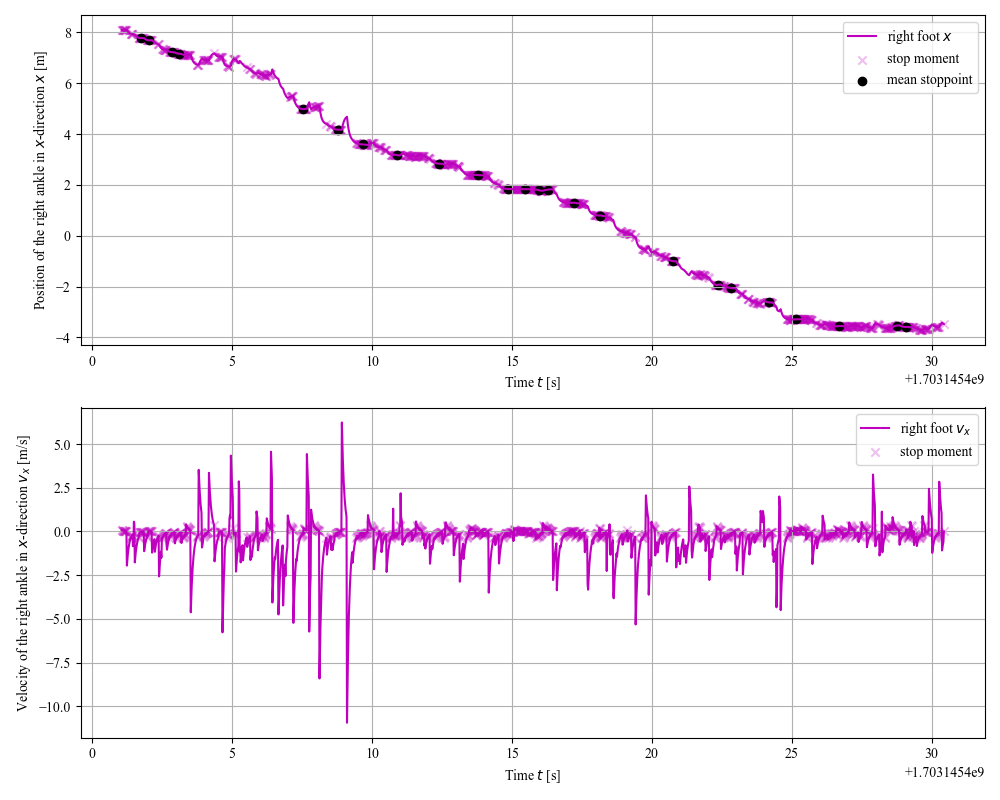 Position of the right ankle in x-direction x [m]
8
6
4
2
0
−2
−4
right foot x
stop moment
mean stoppoint
0 5 10 15 20 25 30
Time t [s]
+1.7031454e9
Velocity of the right ankle in x-direction vₓ [m/s]
5.0
2.5
0.0
−2.5
−5.0
−7.5
−10.0
right foot vₓ
stop moment
0 5 10 15 20 25 30
Time t [s]
+1.7031454e9